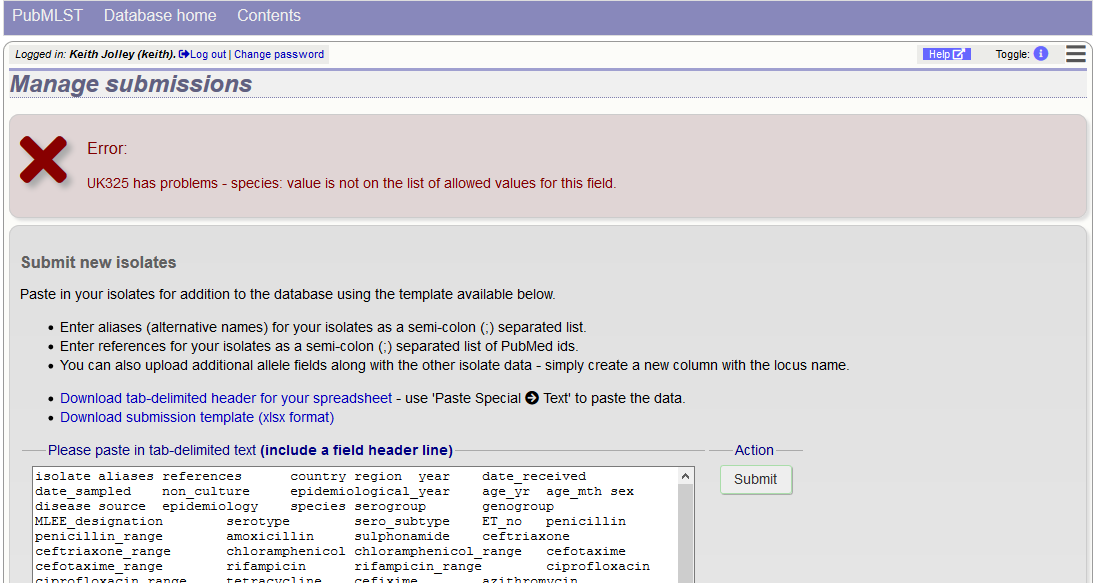 PubMLST Database home Contents
Logged in: Keith Jolley (keith). Log out | Change password Help Toggle: i
Manage submissions
Error:
UK325 has problems - species: value is not on the list of allowed values for this field.
Submit new isolates
Paste in your isolates for addition to the database using the template available below.
• Enter aliases (alternative names) for your isolates as a semi-colon (;) separated list.
• Enter references for your isolates as a semi-colon (;) separated list of PubMed ids.
• You can also upload additional allele fields along with the other isolate data - simply create a new column with the locus name.
• Download tab-delimited header for your spreadsheet - use 'Paste Special ➔ Text' to paste the data.
• Download submission template (xlsx format)
Please paste in tab-delimited text (include a field header line) Action
isolate aliases references country region year date_received
Submit
date_sampled non_culture epidemiological_year age_yr age_mth sex
disease source epidemiology species serogroup genogroup
MLEE_designation serotype sero_subtype ET_no penicillin
penicillin_range amoxicillin sulphonamide ceftriaxone
ceftriaxone_range chloramphenicol chloramphenicol_range cefotaxime
cefotaxime_range rifampicin rifampicin_range ciprofloxacin
ciprofloxacin_range tetracycline cefixime azithromycin